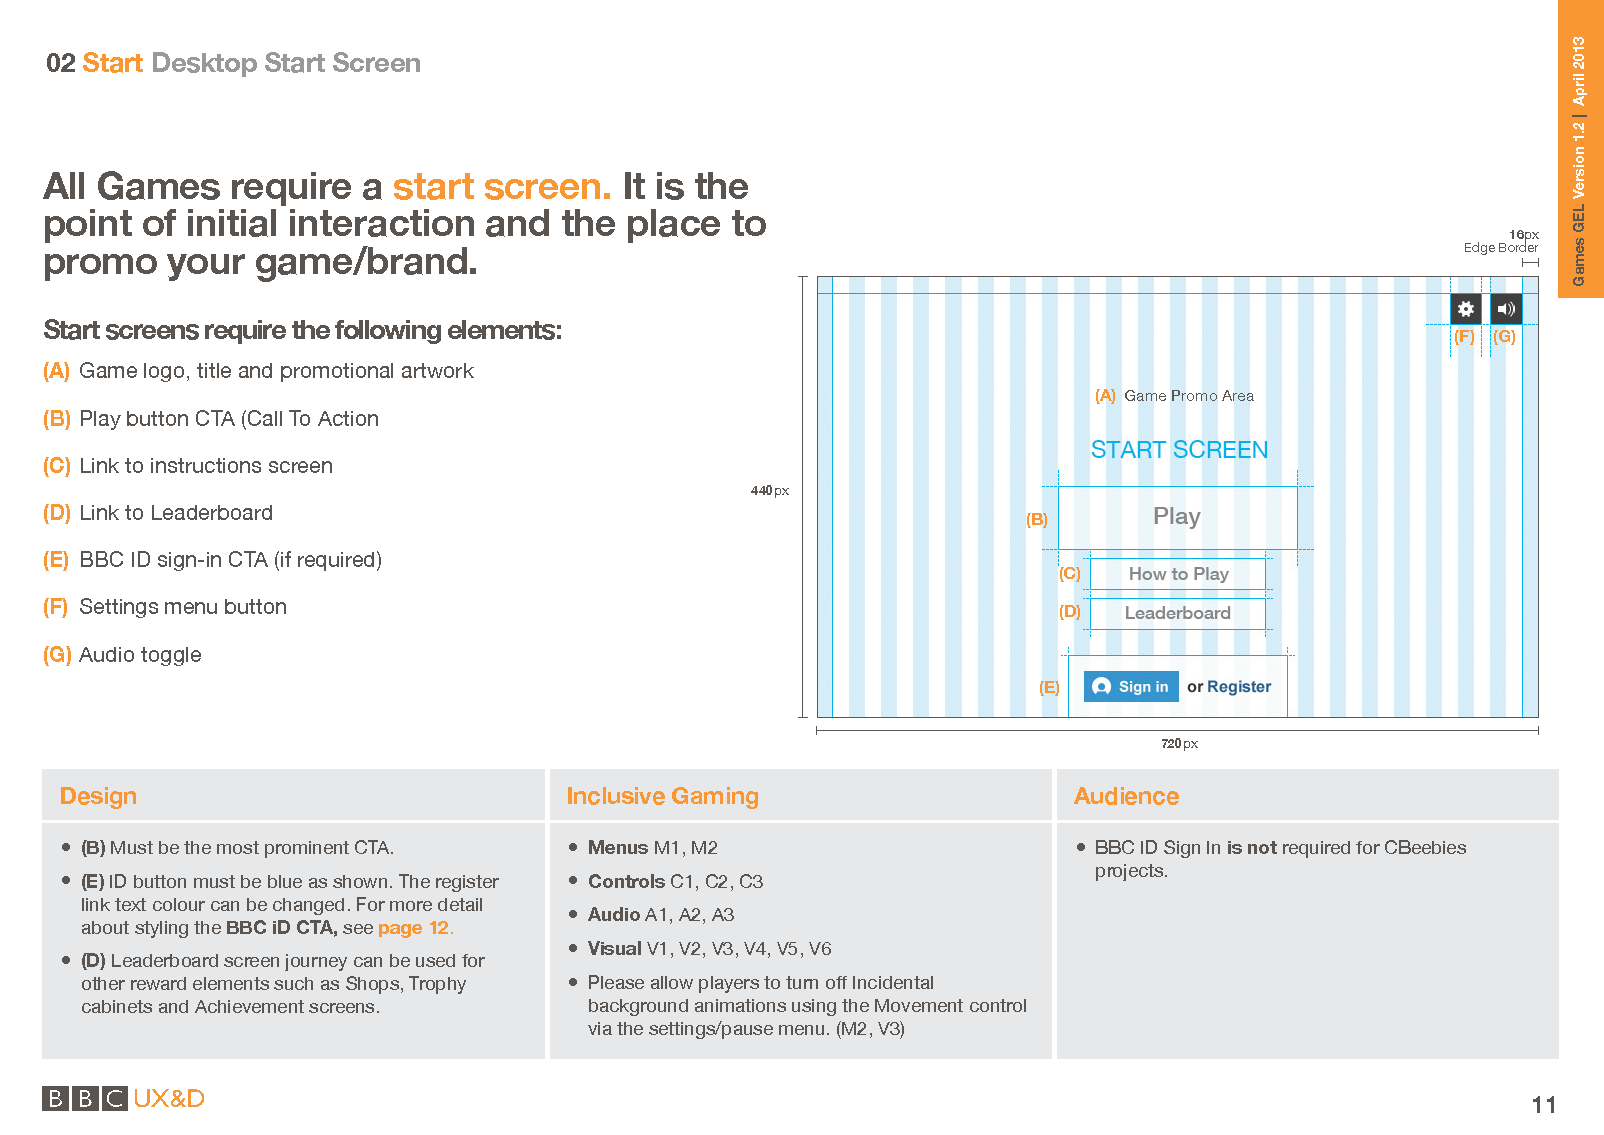 02 Start Desktop Start Screen
Games GEL Version 1.2 | April 2013
All Games require a start screen. It is the
point of initial interaction and the place to
promo your game/brand.
Start screens require the following elements:
(A) Game logo, title and promotional artwork
(B) Play button CTA (Call To Action
(C) Link to instructions screen
(D) Link to Leaderboard
(E) BBC ID sign-in CTA (if required)
(F) Settings menu button
(G) Audio toggle
16px
Edge Border
(F) (G)
(A) Game Promo Area
START SCREEN
440px
(B) Play
(C) How to Play
(D) Leaderboard
(E) Sign in or Register
720px
Design
(B) Must be the most prominent CTA.
(E) ID button must be blue as shown. The register
link text colour can be changed. For more detail
about styling the BBC iD CTA, see page 12.
(D) Leaderboard screen journey can be used for
other reward elements such as Shops, Trophy
cabinets and Achievement screens.
Inclusive Gaming
Menus M1, M2
Controls C1, C2, C3
Audio A1, A2, A3
Visual V1, V2, V3, V4, V5, V6
Please allow players to turn off Incidental
background animations using the Movement control
via the settings/pause menu. (M2, V3)
Audience
BBC ID Sign In is not required for CBeebies
projects.
BBC UX&D
11